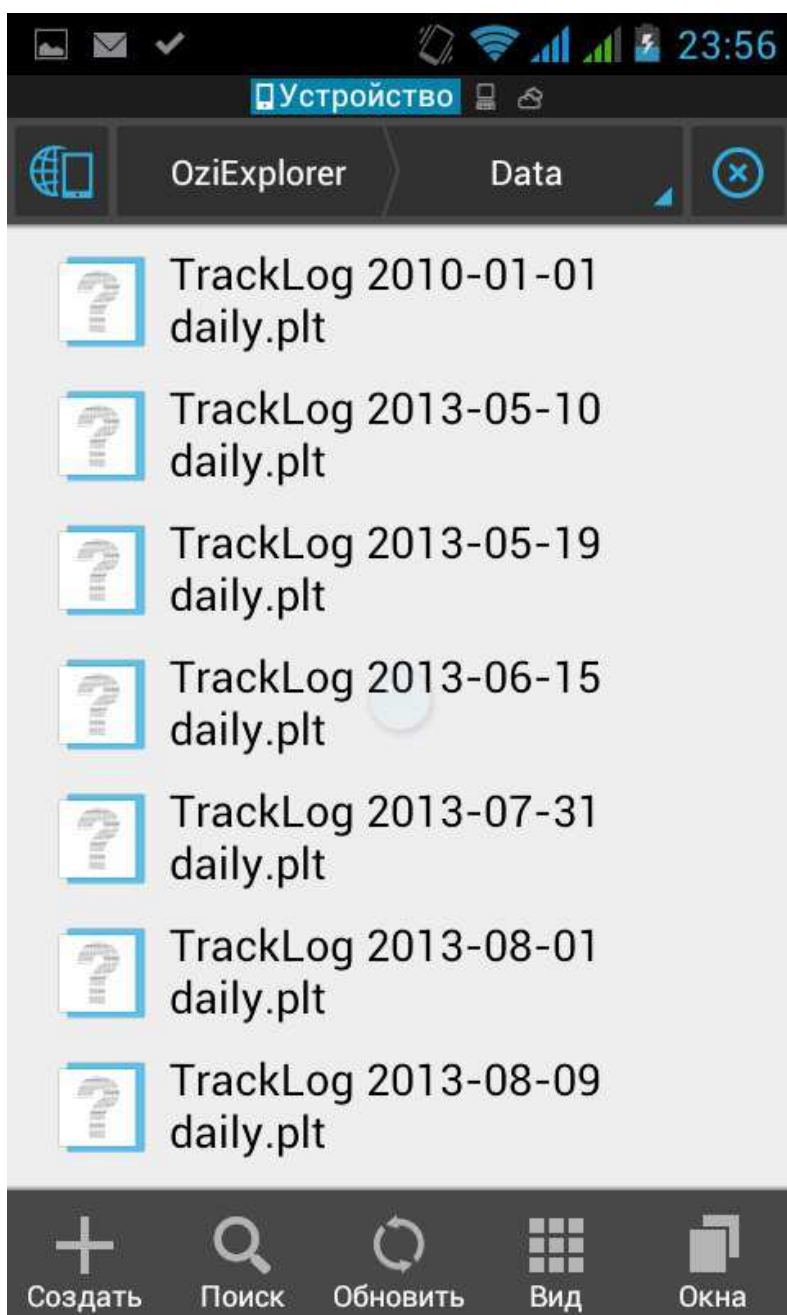 23:56
Устройство
OziExplorer
Data
TrackLog 2010-01-01
daily.plt
TrackLog 2013-05-10
daily.plt
TrackLog 2013-05-19
daily.plt
TrackLog 2013-06-15
daily.plt
TrackLog 2013-07-31
daily.plt
TrackLog 2013-08-01
daily.plt
TrackLog 2013-08-09
daily.plt
Создать
Поиск
Обновить
Вид
Окна